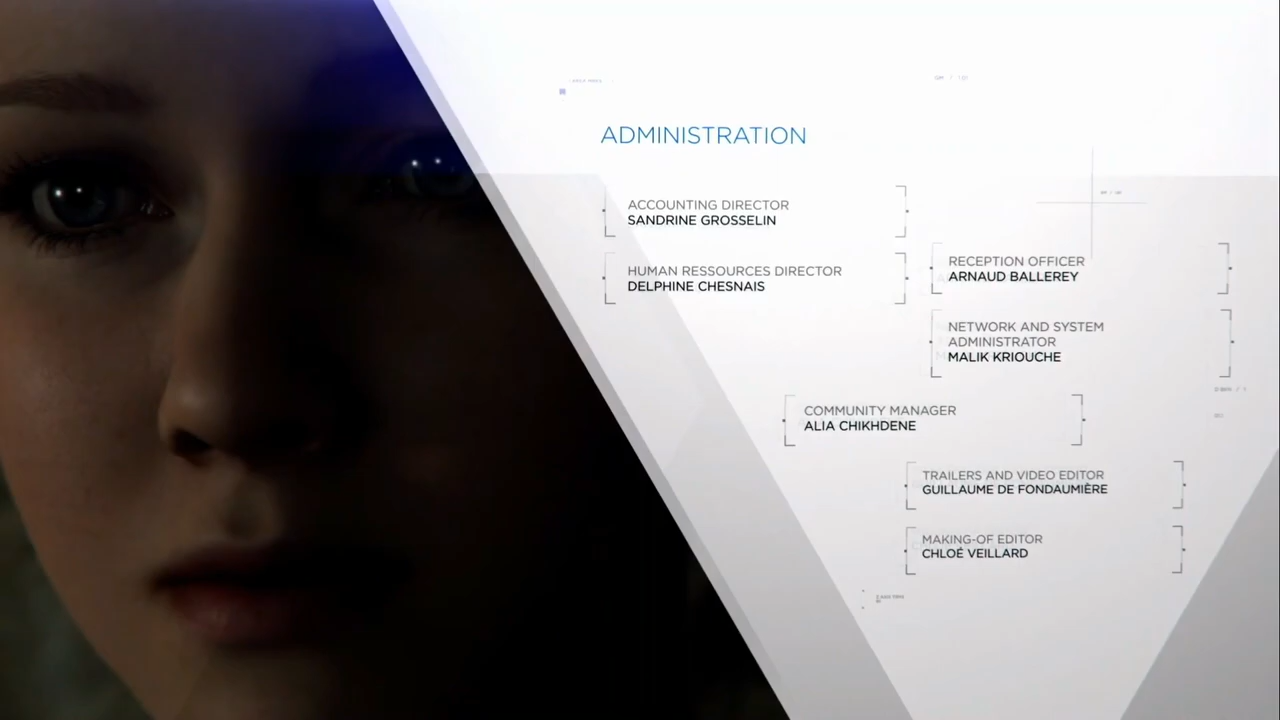 ADMINISTRATION
ACCOUNTING DIRECTOR
SANDRINE GROSSELIN
HUMAN RESSOURCES DIRECTOR
DELPHINE CHESNAIS
RECEPTION OFFICER
ARNAUD BALLEREY
NETWORK AND SYSTEM
ADMINISTRATOR
MALIK KRIOUCHE
COMMUNITY MANAGER
ALIA CHIKHDENE
TRAILERS AND VIDEO EDITOR
GUILLAUME DE FONDAUMIÈRE
MAKING-OF EDITOR
CHLOÉ VEILLARD